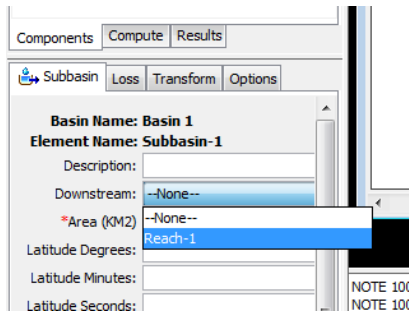 Components Compute Results
Subbasin Loss Transform Options
Basin Name: Basin 1
Element Name: Subbasin-1
Description:
Downstream: --None--
*Area (KM2) --None--
Reach-1
Latitude Degrees:
Latitude Minutes:
Latitude Seconds:
NOTE 100
NOTE 100